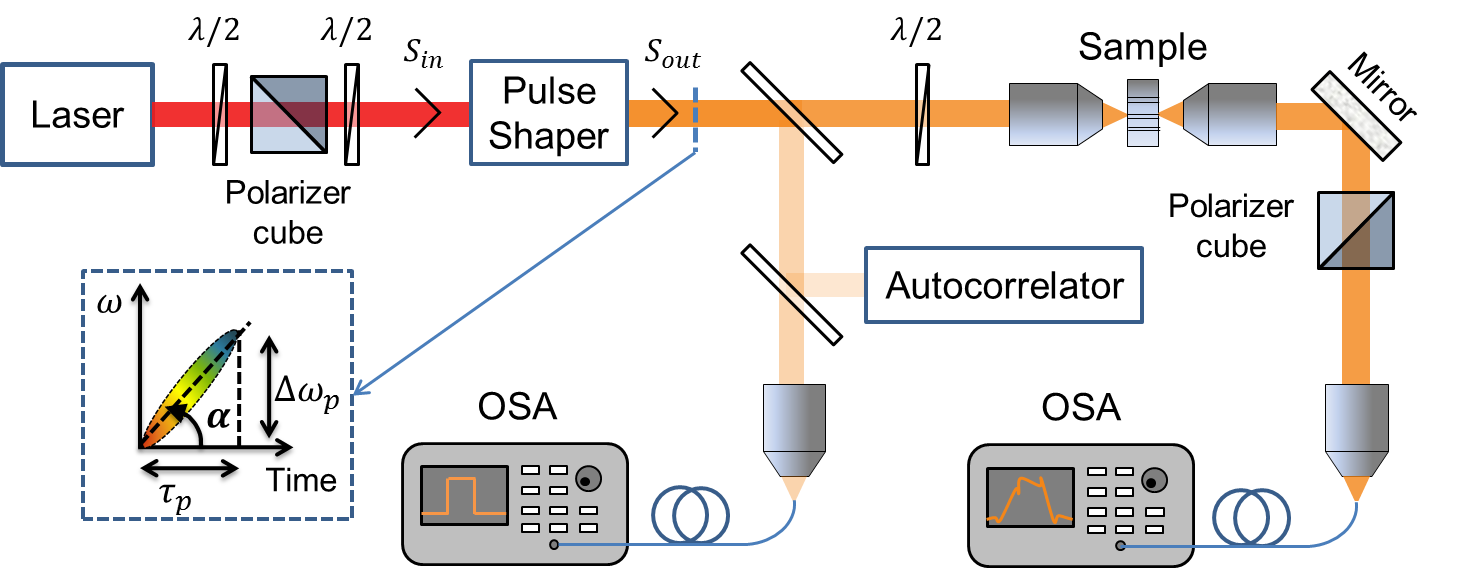 λ/2
λ/2
S_in
S_out
λ/2
Sample
Mirror
Laser
Pulse
Shaper
Polarizer
cube
Polarizer
cube
Autocorrelator
ω
Δω_p
α
Time
τ_p
OSA
OSA